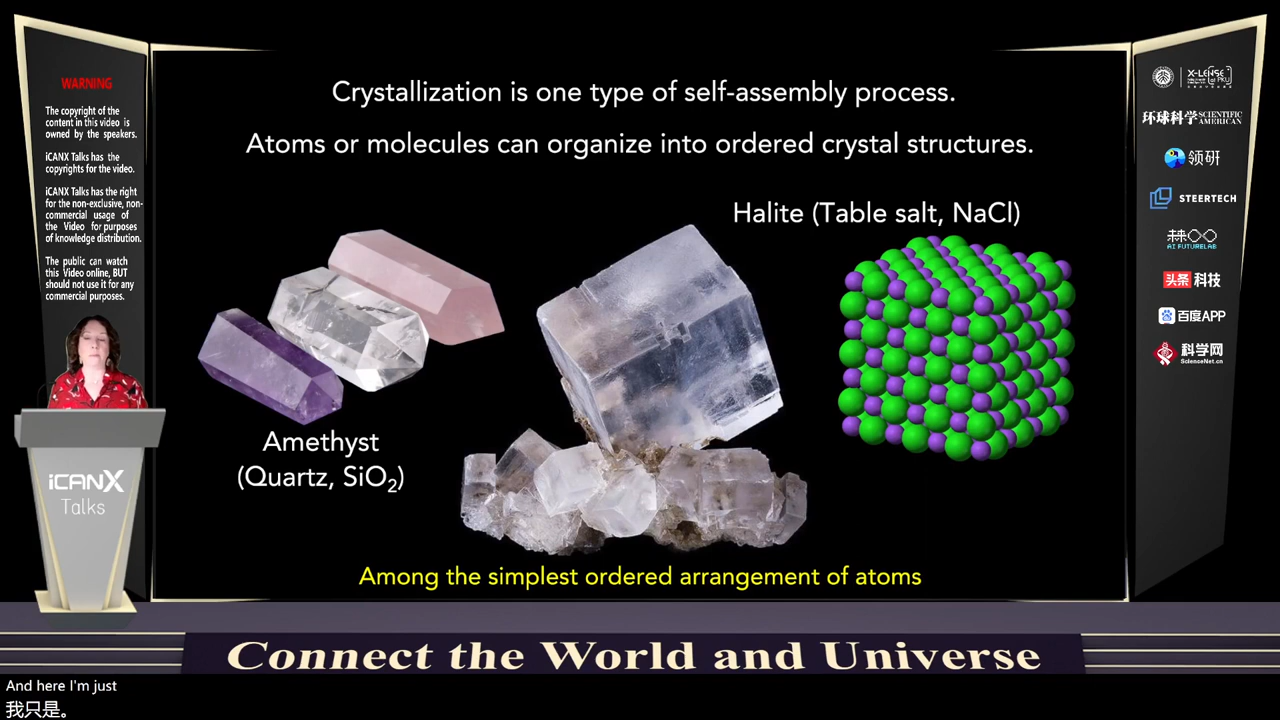 WARNING
The copyright of the
content in this video is
owned by the speakers.
iCANX Talks has the
copyrights for the video.
iCANX Talks has the right
for the non-exclusive, non-
commercial usage of
the Video for purposes
of knowledge distribution.
The public can watch
this Video online, BUT
should not use it for any
commercial purposes.
iCANX
Talks
Crystallization is one type of self-assembly process.
Atoms or molecules can organize into ordered crystal structures.
Halite (Table salt, NaCl)
Amethyst
(Quartz, SiO₂)
Among the simplest ordered arrangement of atoms
X-LENSE
环球科学 SCIENTIFIC AMERICAN
领研
STEERTECH
AI FUTURELAB
头条 科技
百度APP
科学网
ScienceNet.cn
Connect the World and Universe
And here I'm just
我只是。